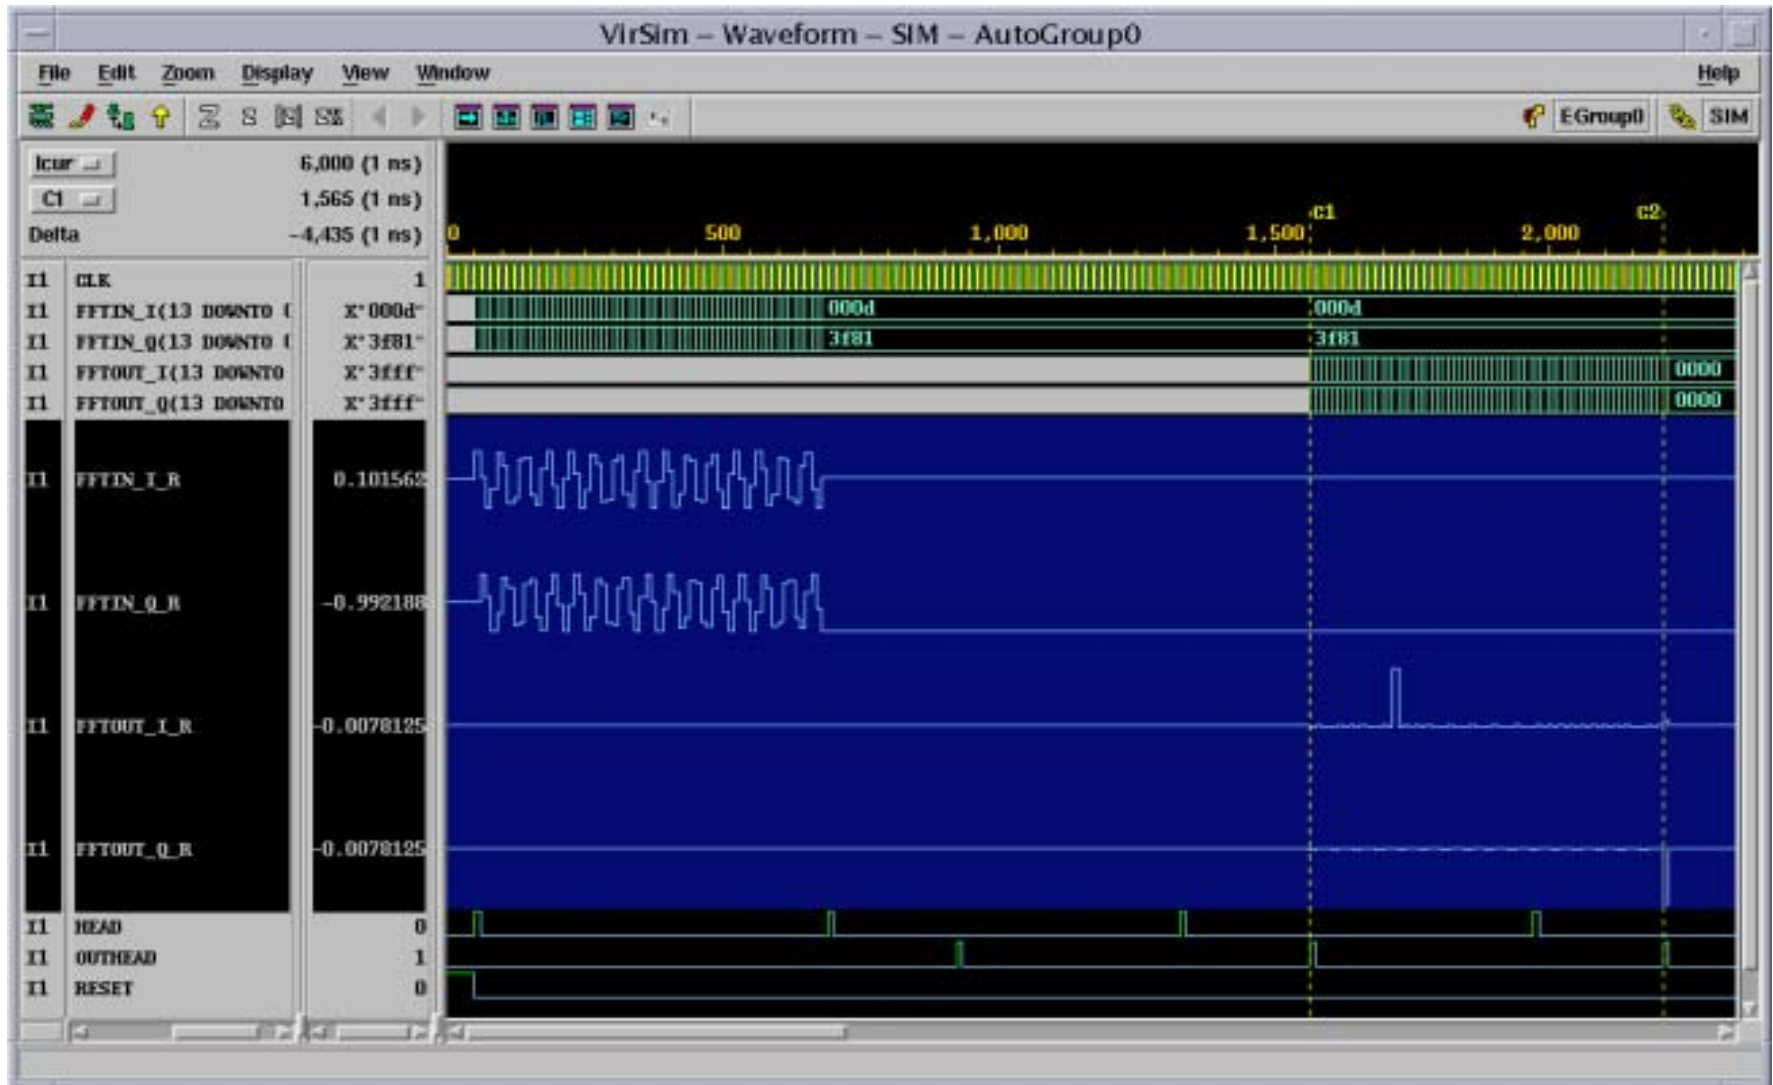 VirSim – Waveform – SIM – AutoGroup0
File Edit Zoom Display View Window Help
EGroup0 SIM
Icur 6,000 (1 ns)
C1 1,565 (1 ns)
Delta -4,435 (1 ns)
C1 C2
0 500 1,000 1,500 2,000
I1 CLK 1
I1 FFTIN_I(13 DOWNTO ( X"000d" 000d 000d
I1 FFTIN_Q(13 DOWNTO ( X"3f81" 3f81 3f81
I1 FFTOUT_I(13 DOWNTO X"3fff" 0000
I1 FFTOUT_Q(13 DOWNTO X"3fff" 0000
I1 FFTIN_I_R 0.101562
I1 FFTIN_Q_R -0.992188
I1 FFTOUT_I_R -0.0078125
I1 FFTOUT_Q_R -0.0078125
I1 HEAD 0
I1 OUTHEAD 1
I1 RESET 0